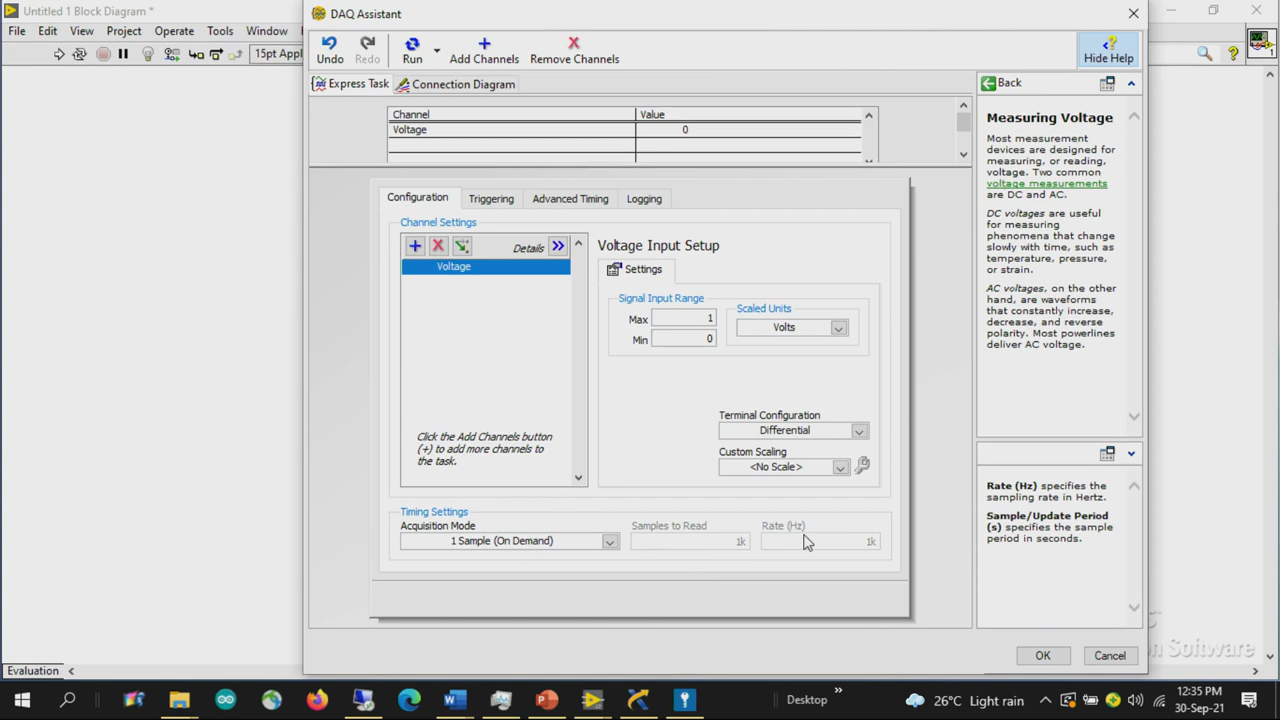 Untitled 1 Block Diagram *
DAQ Assistant
File Edit View Project Operate Tools Window
Undo Redo Run Add Channels Remove Channels Hide Help
15pt Appl
Express Task Connection Diagram
Back
Channel Value
Voltage 0
Measuring Voltage
Most measurement
devices are designed for
measuring, or reading,
voltage. Two common
voltage measurements
are DC and AC.
DC voltages are useful
for measuring
phenomena that change
slowly with time, such as
temperature, pressure,
or strain.
AC voltages, on the other
hand, are waveforms
that constantly increase,
decrease, and reverse
polarity. Most powerlines
deliver AC voltage.
Configuration Triggering Advanced Timing Logging
Channel Settings
Details
Voltage
Click the Add Channels button
(+) to add more channels to
the task.
Voltage Input Setup
Settings
Signal Input Range
Max 1
Min 0
Scaled Units
Volts
Terminal Configuration
Differential
Custom Scaling
<No Scale>
Timing Settings
Acquisition Mode Samples to Read Rate (Hz)
1 Sample (On Demand) 1k 1k
Rate (Hz) specifies the
sampling rate in Hertz.
Sample/Update Period
(s) specifies the sample
period in seconds.
OK Cancel
Software
Evaluation
Desktop
26°C Light rain
12:35 PM
30-Sep-21